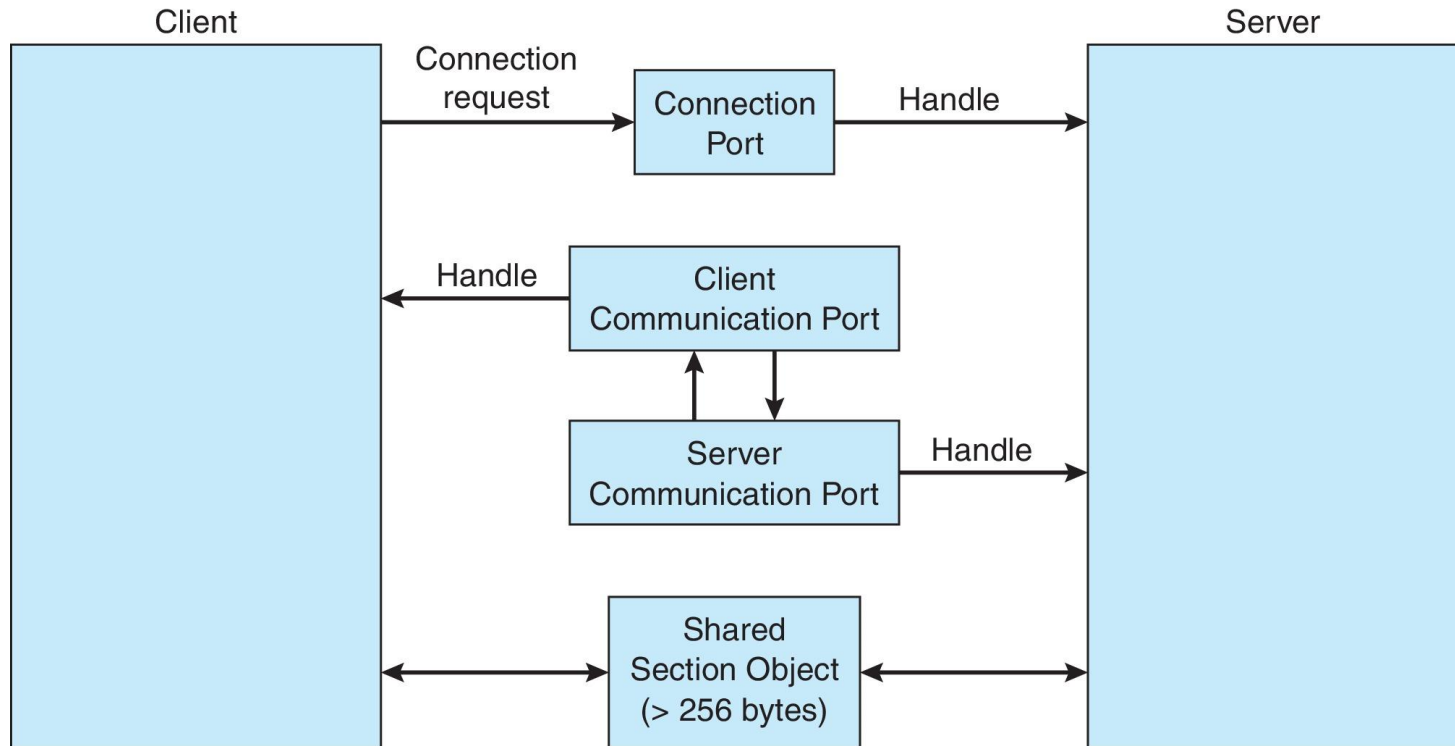 Client
Server
Connection
request
Connection
Port
Handle
Handle
Client
Communication Port
Server
Communication Port
Handle
Shared
Section Object
(> 256 bytes)